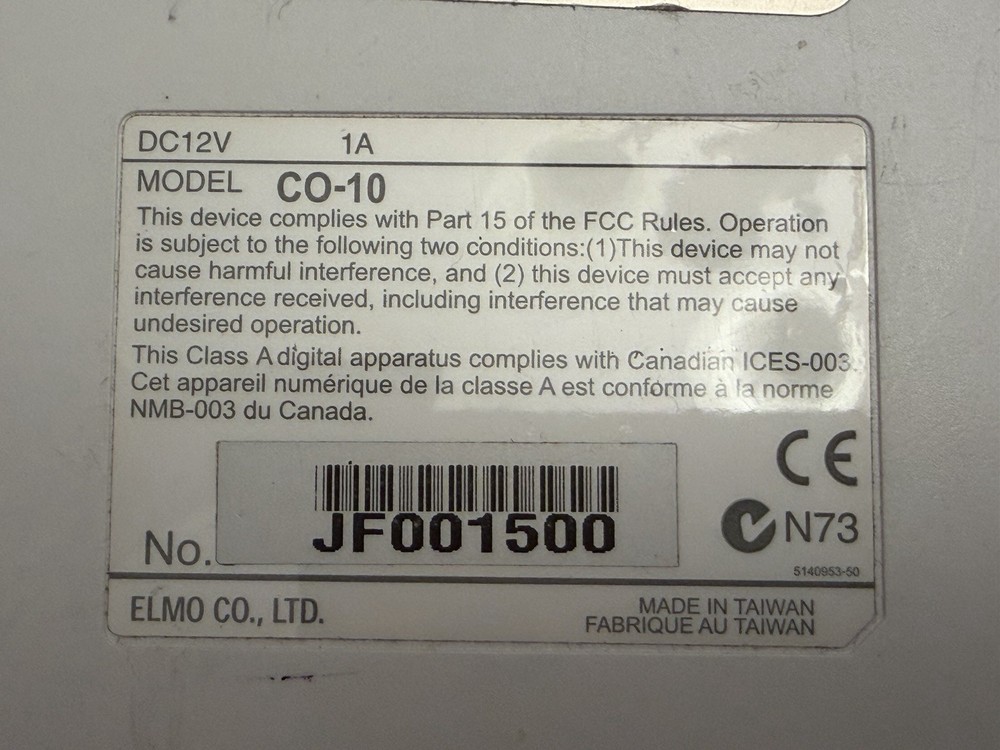 DC12V 1A
MODEL CO-10
This device complies with Part 15 of the FCC Rules. Operation
is subject to the following two conditions:(1)This device may not
cause harmful interference, and (2) this device must accept any
interference received, including interference that may cause
undesired operation.
This Class A digital apparatus complies with Canadian ICES-003.
Cet appareil numérique de la classe A est conforme à la norme
NMB-003 du Canada.
CE
No. JF001500
N73
5140953-50
ELMO CO., LTD.
MADE IN TAIWAN
FABRIQUE AU TAIWAN